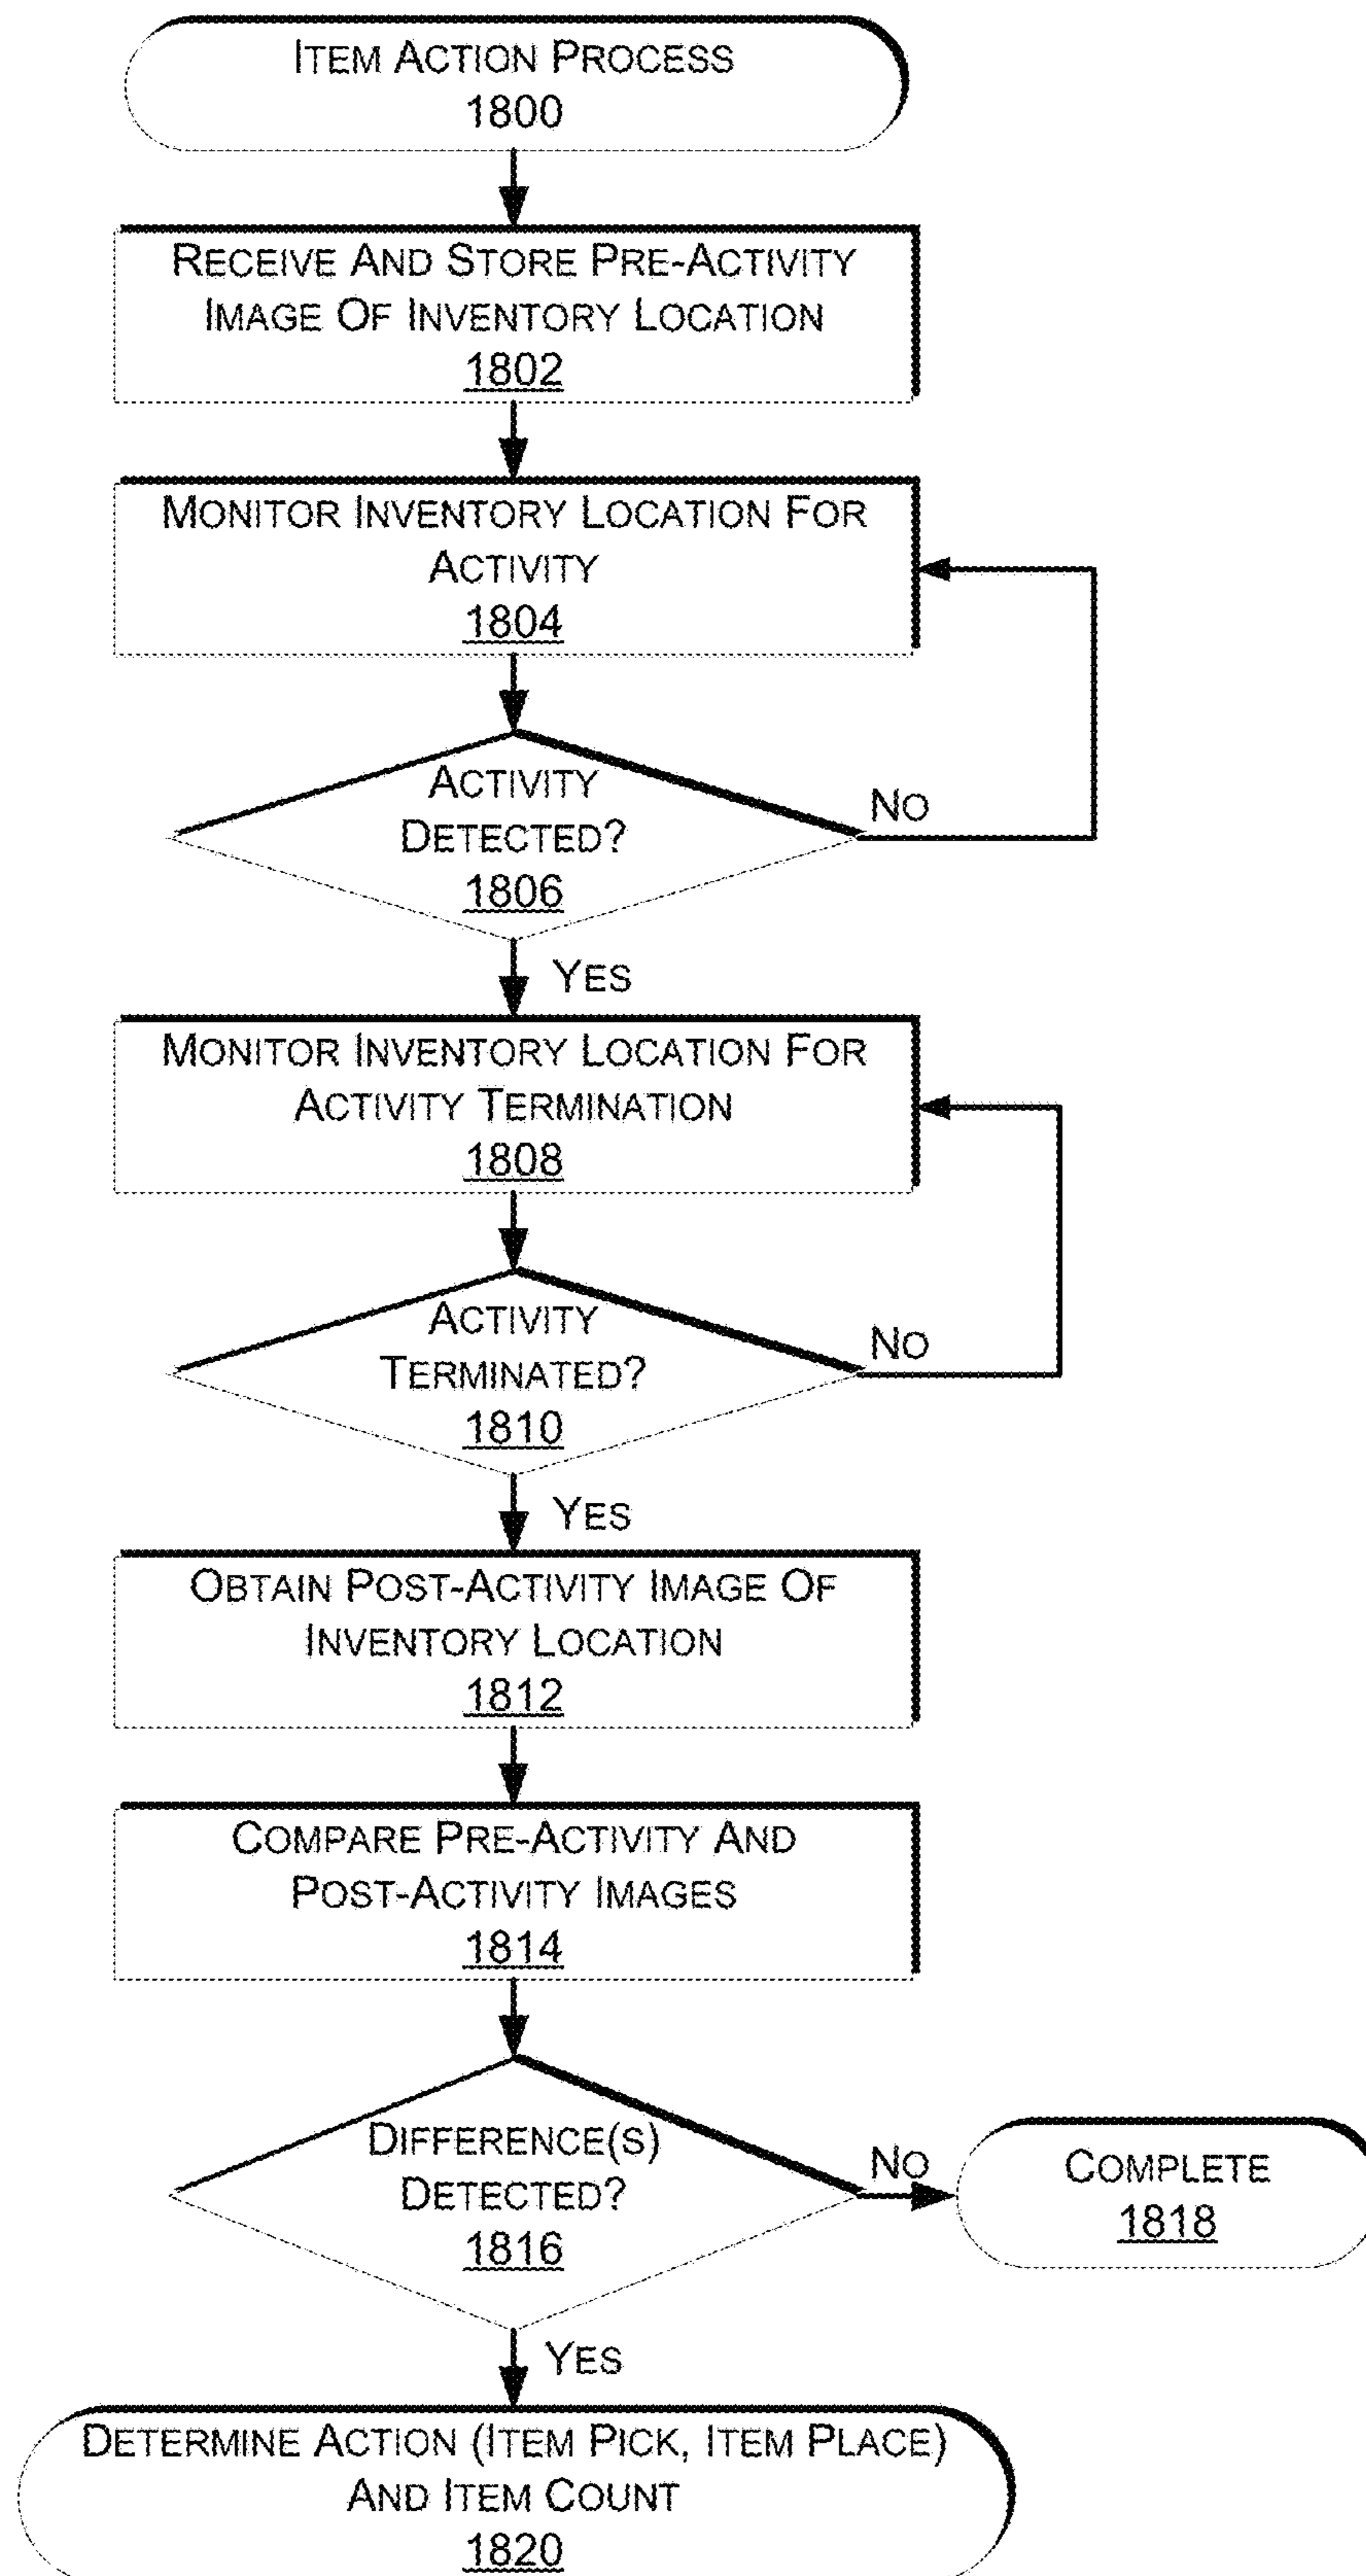 ITEM ACTION PROCESS
1800
RECEIVE AND STORE PRE-ACTIVITY
IMAGE OF INVENTORY LOCATION
1802
MONITOR INVENTORY LOCATION FOR
ACTIVITY
1804
ACTIVITY
DETECTED?
1806
NO
YES
MONITOR INVENTORY LOCATION FOR
ACTIVITY TERMINATION
1808
ACTIVITY
TERMINATED?
1810
NO
YES
OBTAIN POST-ACTIVITY IMAGE OF
INVENTORY LOCATION
1812
COMPARE PRE-ACTIVITY AND
POST-ACTIVITY IMAGES
1814
DIFFERENCE(S)
DETECTED?
1816
NO
COMPLETE
1818
YES
DETERMINE ACTION (ITEM PICK, ITEM PLACE)
AND ITEM COUNT
1820